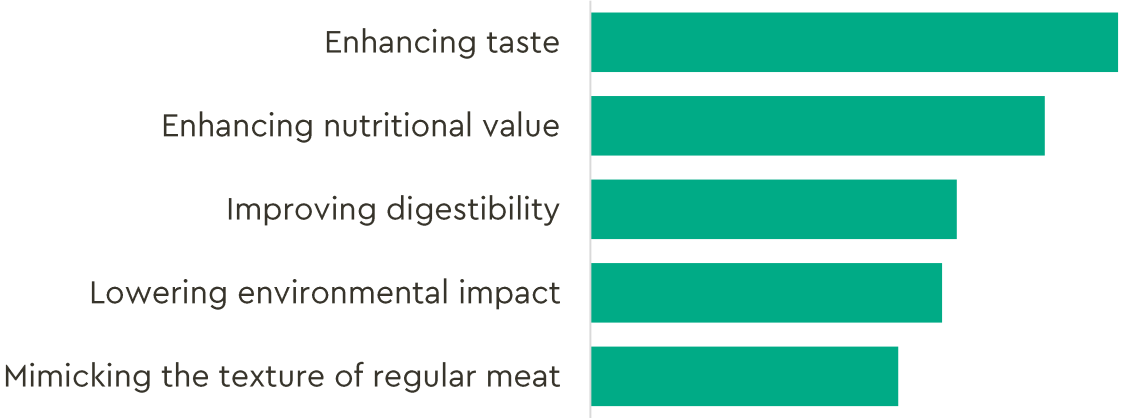 Enhancing taste
Enhancing nutritional value
Improving digestibility
Lowering environmental impact
Mimicking the texture of regular meat